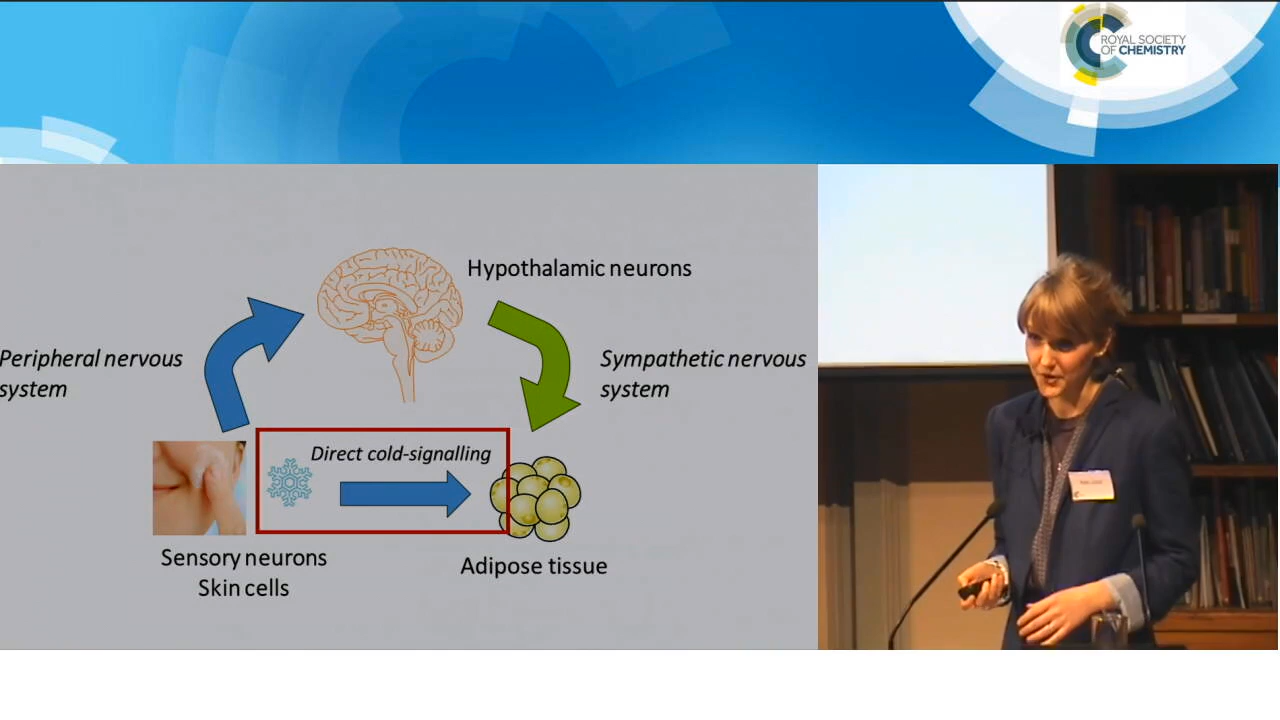 ROYAL SOCIETY
OF CHEMISTRY
Hypothalamic neurons
Peripheral nervous
system
Sympathetic nervous
system
Direct cold-signalling
Sensory neurons
Skin cells
Adipose tissue